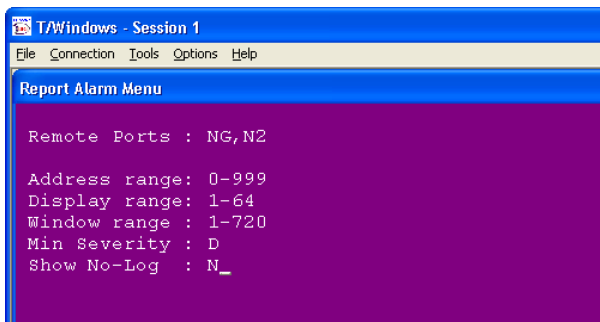 T/Windows - Session 1
File Connection Tools Options Help
Report Alarm Menu
Remote Ports : NG,N2
Address range: 0-999
Display range: 1-64
Window range : 1-720
Min Severity : D
Show No-Log : N_